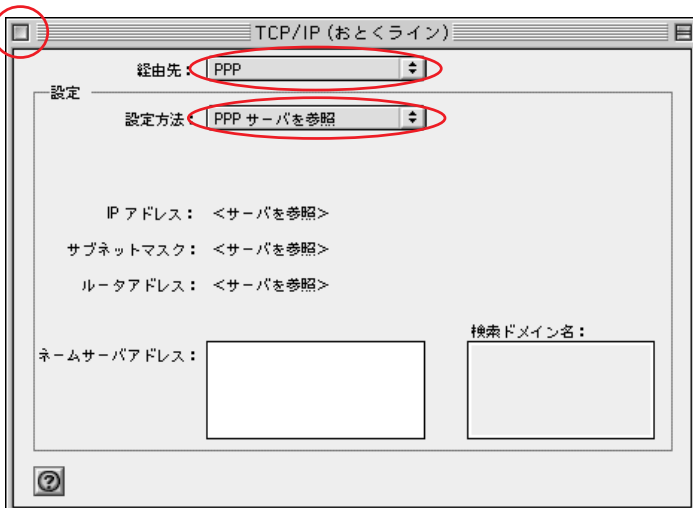 TCP/IP (おとくライン)
経由先： PPP
設定
設定方法： PPP サーバを参照
IP アドレス： <サーバを参照>
サブネットマスク： <サーバを参照>
ルータアドレス： <サーバを参照>
検索ドメイン名：
ネームサーバアドレス：
?